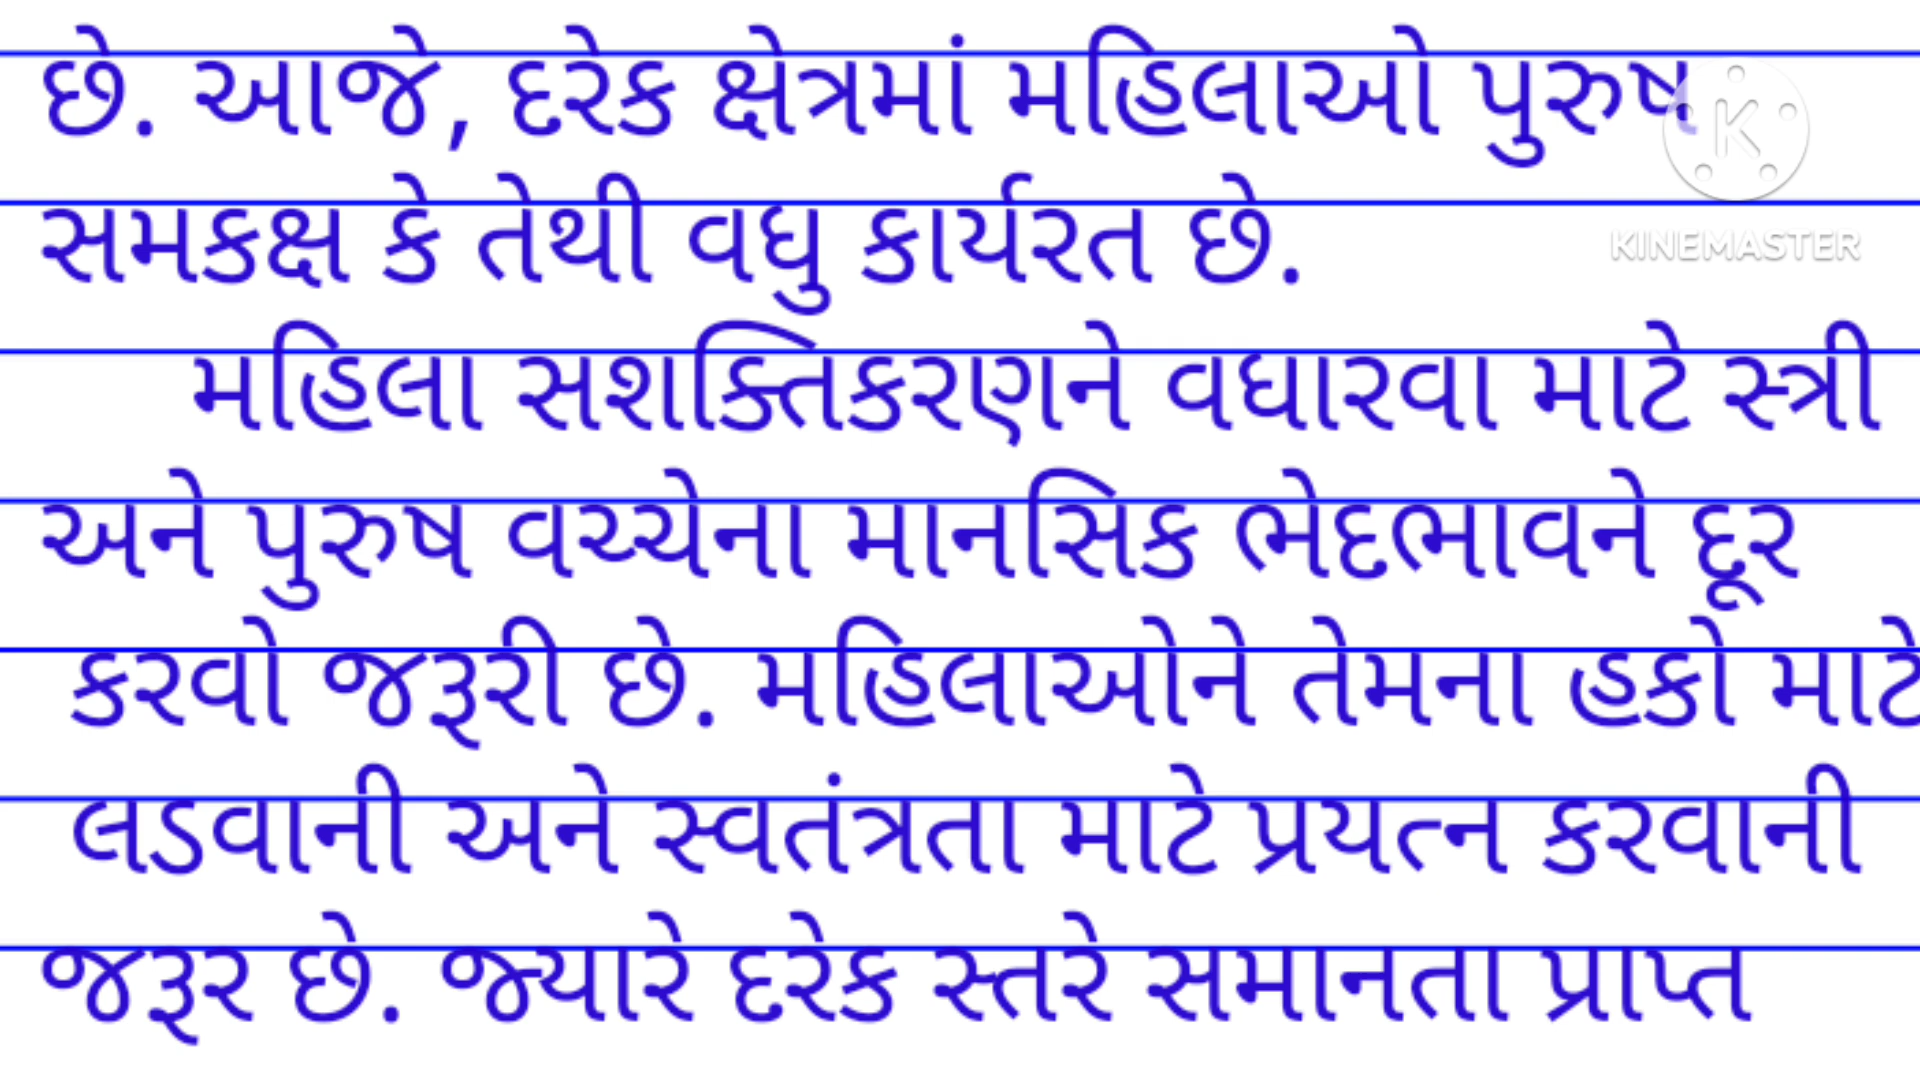 છે. આજે, દરેક ક્ષેત્રમાં મહિલાઓ પુરુષ
સમકક્ષ કે તેથી વધુ કાર્યરત છે.
KINEMASTER
મહિલા સશક્તિકરણને વધારવા માટે સ્ત્રી
અને પુરુષ વચ્ચેના માનસિક ભેદભાવને દૂર
કરવો જરૂરી છે. મહિલાઓને તેમના હકો માટે
લડવાની અને સ્વતંત્રતા માટે પ્રયત્ન કરવાની
જરૂર છે. જ્યારે દરેક સ્તરે સમાનતા પ્રાપ્ત